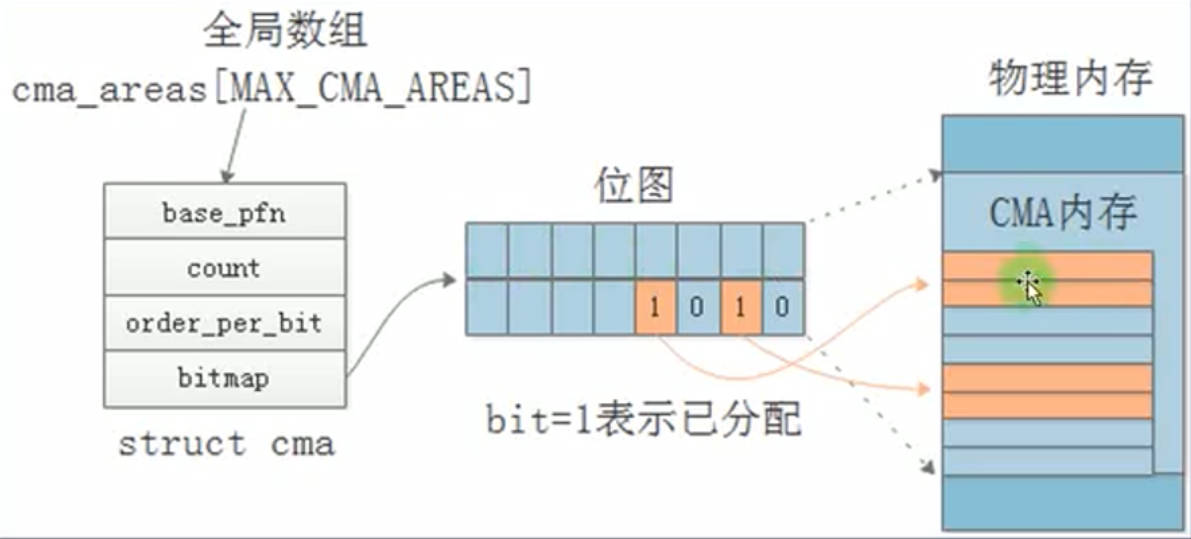 全局数组
cma_areas[MAX_CMA_AREAS]
物理内存
base_pfn
count
order_per_bit
bitmap
struct cma
位图
1 0 1 0
bit=1表示已分配
CMA内存